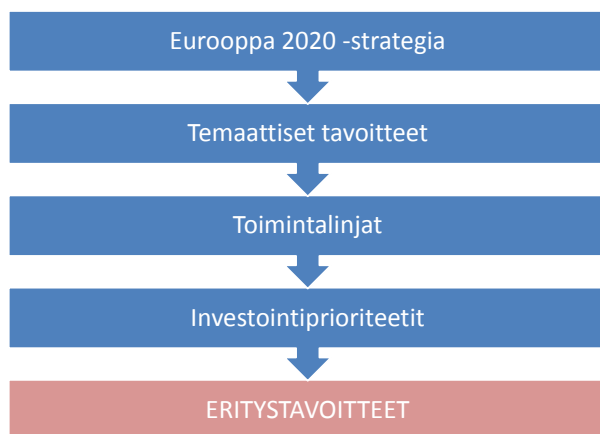 Eurooppa 2020 -strategia
Temaattiset tavoitteet
Toimintalinjat
Investointiprioriteetit
ERITYSTAVOITTEET